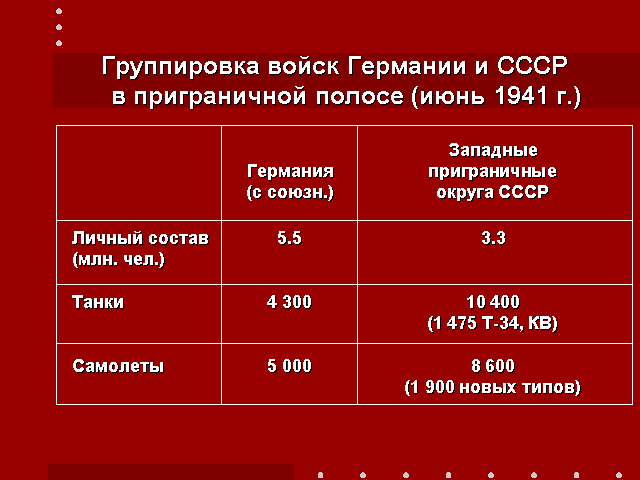 Группировка войск Германии и СССР
в приграничной полосе (июнь 1941 г.)
Германия
(с союзн.)
Западные
приграничные
округа СССР
Личный состав
(млн. чел.)
5.5
3.3
Танки
4 300
10 400
(1 475 Т-34, КВ)
Самолеты
5 000
8 600
(1 900 новых типов)